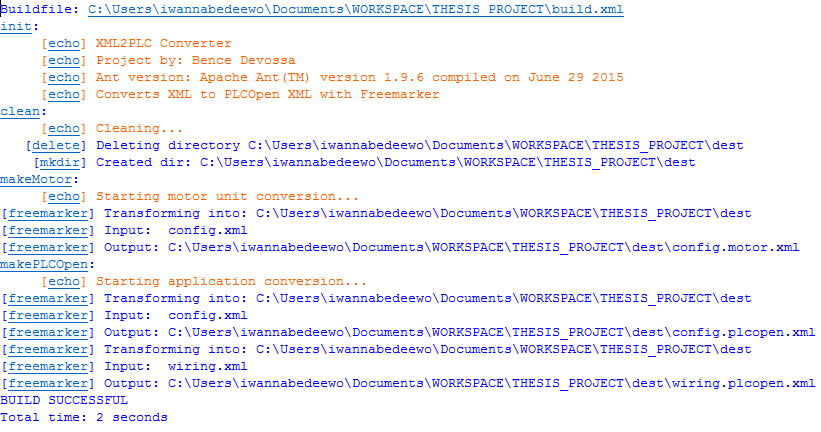 Buildfile: C:\Users\iwannabedeewo\Documents\WORKSPACE\THESIS_PROJECT\build.xml
init:
[echo] XML2PLC Converter
[echo] Project by: Bence Devossa
[echo] Ant version: Apache Ant(TM) version 1.9.6 compiled on June 29 2015
[echo] Converts XML to PLCOpen XML with Freemarker
clean:
[echo] Cleaning...
[delete] Deleting directory C:\Users\iwannabedeewo\Documents\WORKSPACE\THESIS_PROJECT\dest
[mkdir] Created dir: C:\Users\iwannabedeewo\Documents\WORKSPACE\THESIS_PROJECT\dest
makeMotor:
[echo] Starting motor unit conversion...
[freemarker] Transforming into: C:\Users\iwannabedeewo\Documents\WORKSPACE\THESIS_PROJECT\dest
[freemarker] Input:  config.xml
[freemarker] Output: C:\Users\iwannabedeewo\Documents\WORKSPACE\THESIS_PROJECT\dest\config.motor.xml
makePLCOpen:
[echo] Starting application conversion...
[freemarker] Transforming into: C:\Users\iwannabedeewo\Documents\WORKSPACE\THESIS_PROJECT\dest
[freemarker] Input:  config.xml
[freemarker] Output: C:\Users\iwannabedeewo\Documents\WORKSPACE\THESIS_PROJECT\dest\config.plcopen.xml
[freemarker] Transforming into: C:\Users\iwannabedeewo\Documents\WORKSPACE\THESIS_PROJECT\dest
[freemarker] Input:  wiring.xml
[freemarker] Output: C:\Users\iwannabedeewo\Documents\WORKSPACE\THESIS_PROJECT\dest\wiring.plcopen.xml
BUILD SUCCESSFUL
Total time: 2 seconds